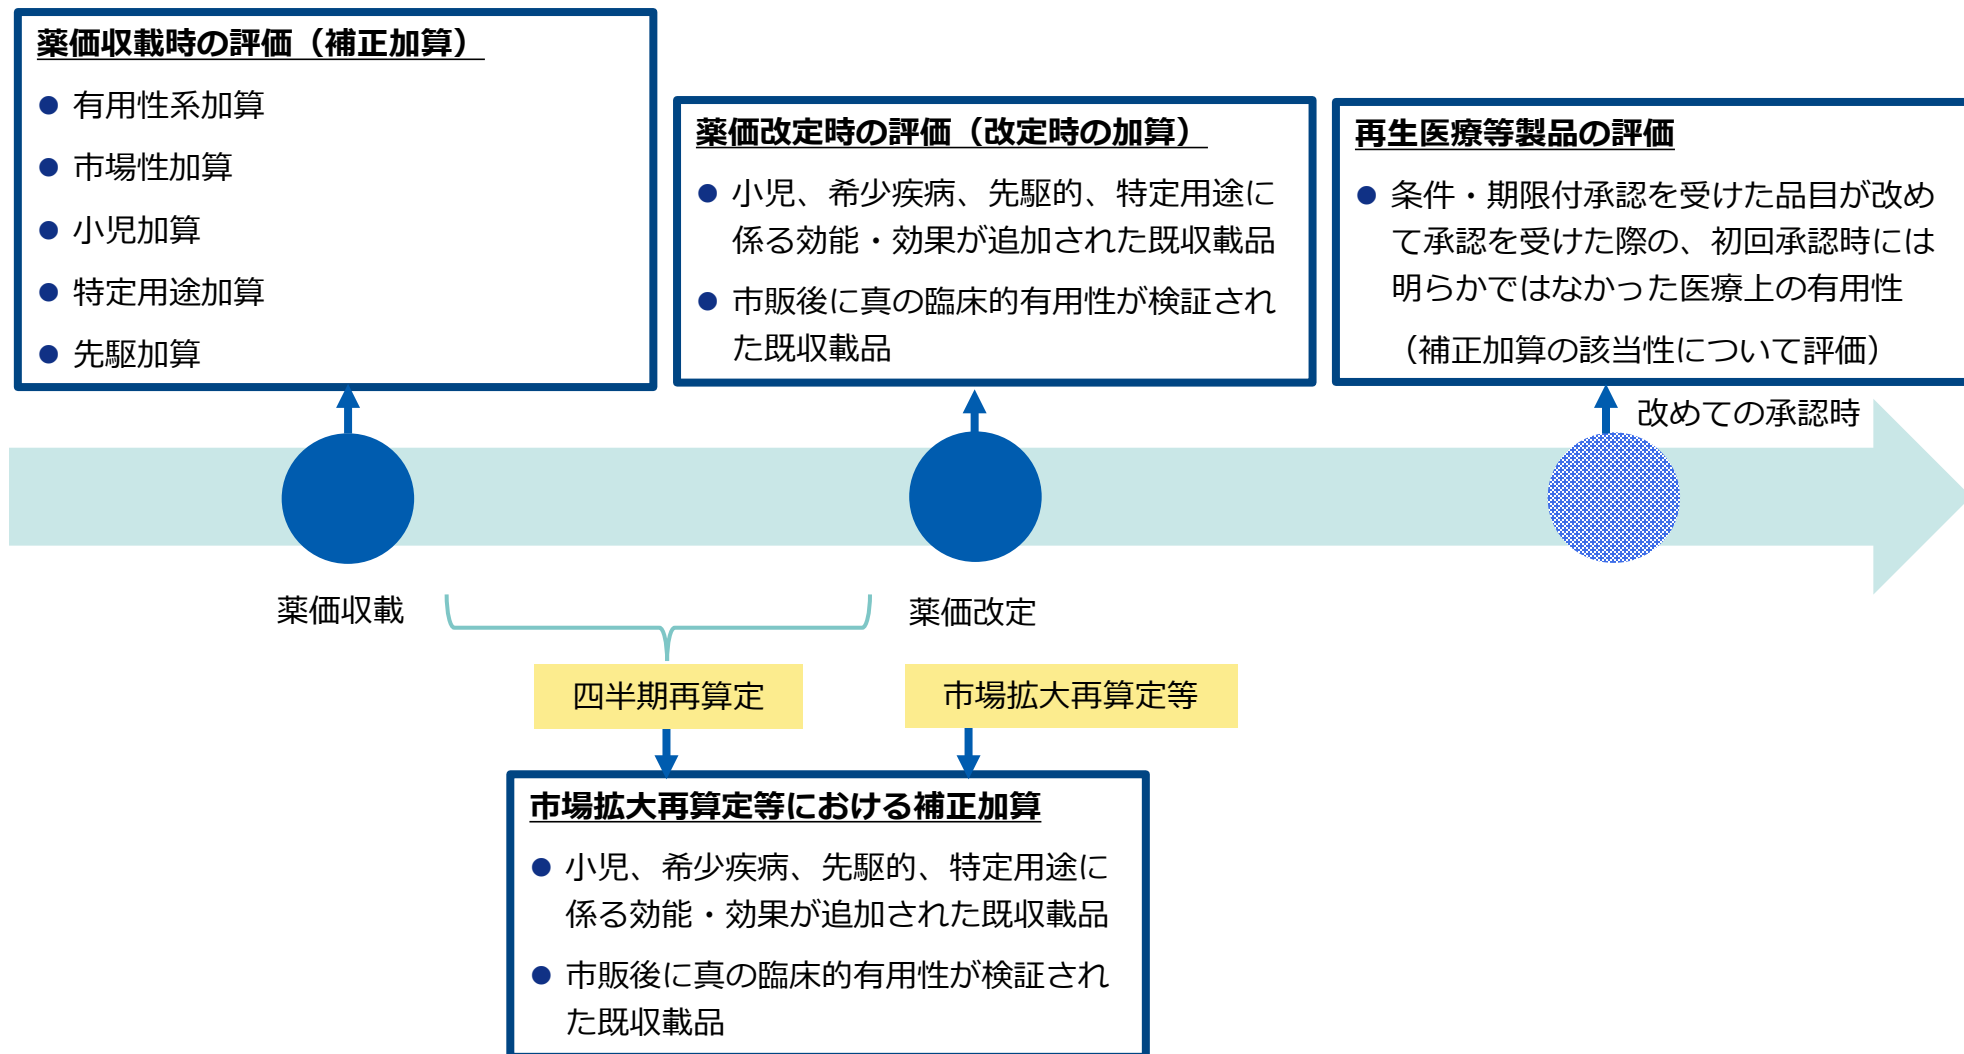 薬価収載時の評価（補正加算）
有用性系加算
市場性加算
小児加算
特定用途加算
先駆加算
薬価改定時の評価（改定時の加算）
小児、希少疾病、先駆的、特定用途に
係る効能・効果が追加された既収載品
市販後に真の臨床的有用性が検証され
た既収載品
再生医療等製品の評価
条件・期限付承認を受けた品目が改め
て承認を受けた際の、初回承認時には
明らかではなかった医療上の有用性
（補正加算の該当性について評価）
改めての承認時
薬価収載
薬価改定
四半期再算定
市場拡大再算定等
市場拡大再算定等における補正加算
小児、希少疾病、先駆的、特定用途に
係る効能・効果が追加された既収載品
市販後に真の臨床的有用性が検証され
た既収載品